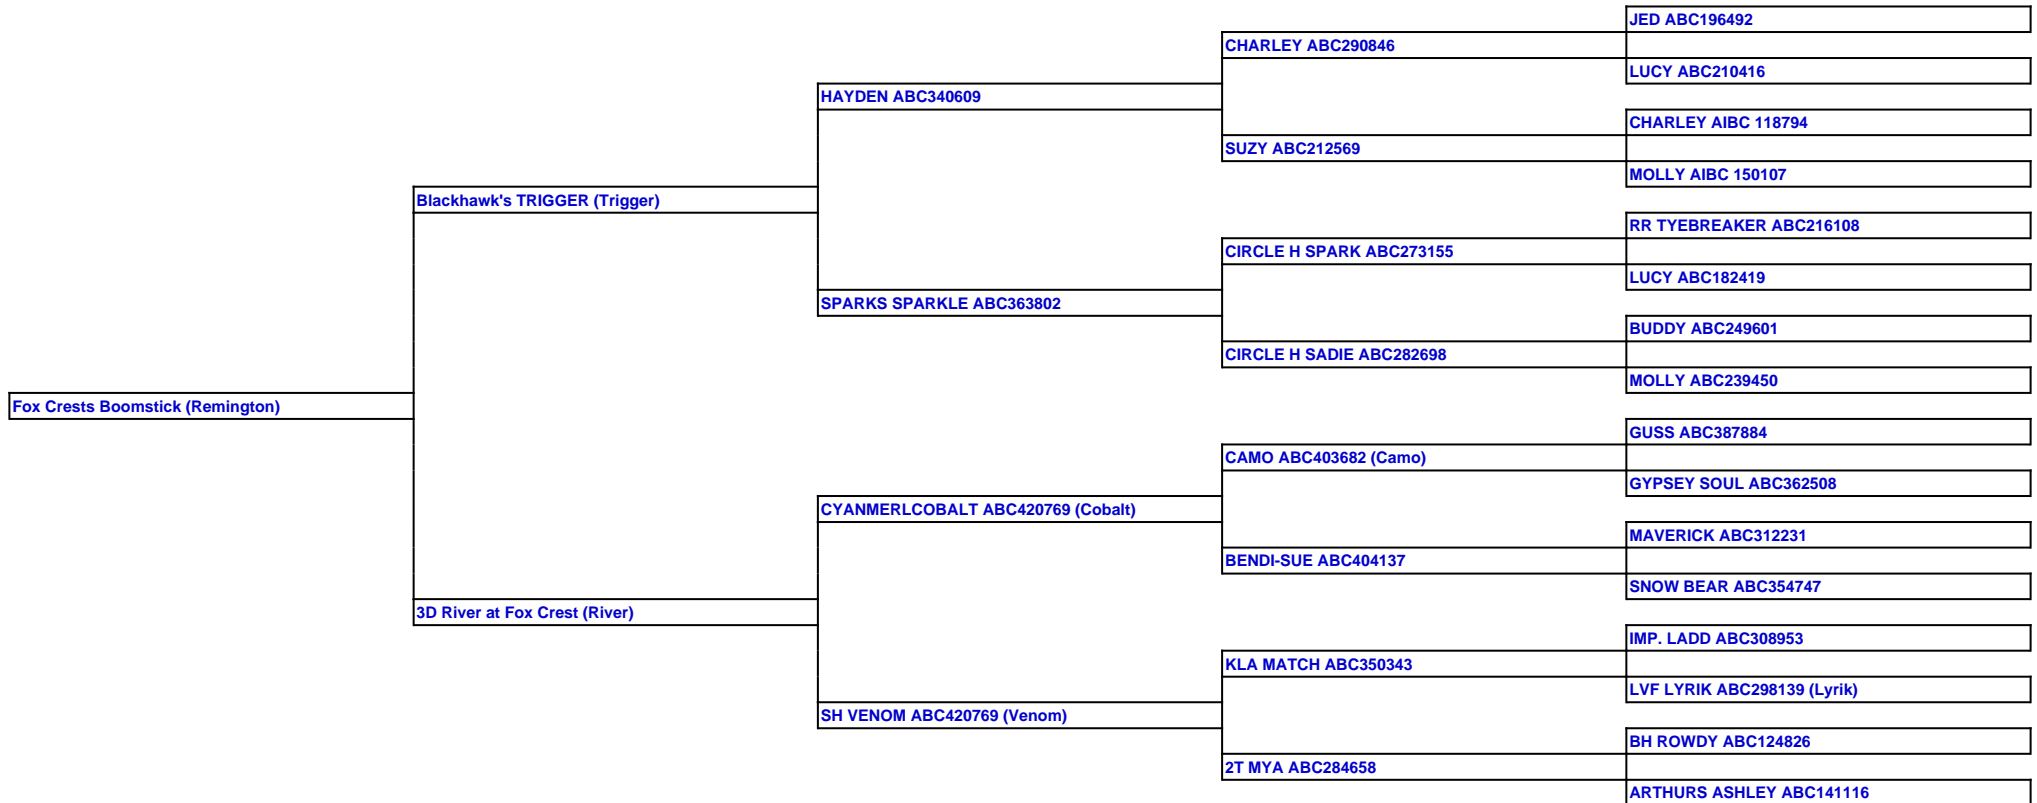 JED ABC196492
CHARLEY ABC290846
LUCY ABC210416
HAYDEN ABC340609
CHARLEY AIBC 118794
SUZY ABC212569
MOLLY AIBC 150107
Blackhawk's TRIGGER (Trigger)
RR TYEBREAKER ABC216108
CIRCLE H SPARK ABC273155
LUCY ABC182419
SPARKS SPARKLE ABC363802
BUDDY ABC249601
CIRCLE H SADIE ABC282698
MOLLY ABC239450
Fox Crests Boomstick (Remington)
GUSS ABC387884
CAMO ABC403682 (Camo)
GYPSEY SOUL ABC362508
CYANMERLCOBALT ABC420769 (Cobalt)
MAVERICK ABC312231
BENDI-SUE ABC404137
SNOW BEAR ABC354747
3D River at Fox Crest (River)
IMP. LADD ABC308953
KLA MATCH ABC350343
LVF LYRIK ABC298139 (Lyrik)
SH VENOM ABC420769 (Venom)
BH ROWDY ABC124826
2T MYA ABC284658
ARTHURS ASHLEY ABC141116